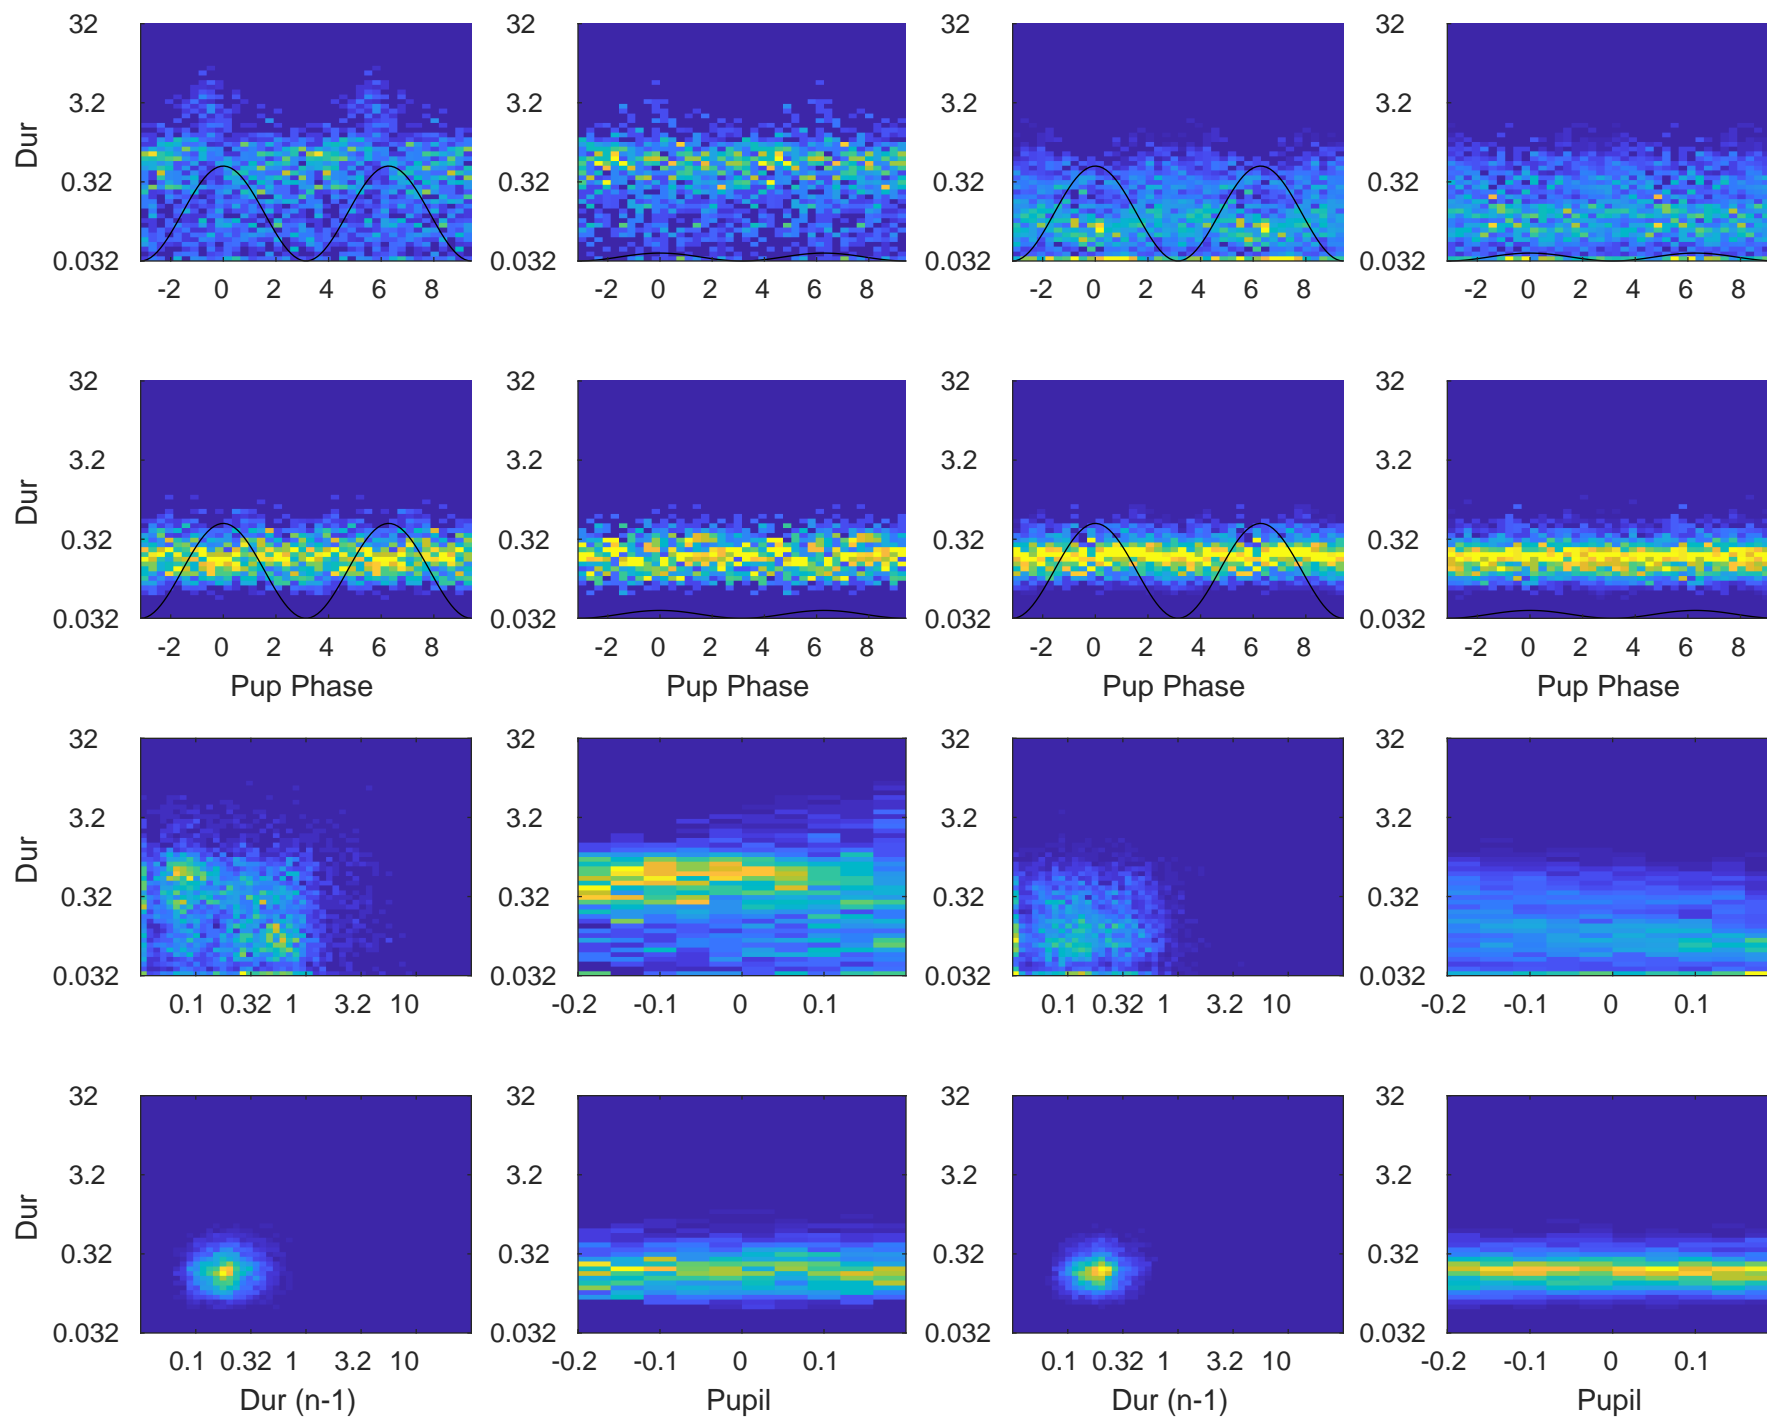 32 32 32 32
3.2 3.2 3.2 3.2
Dur
0.32 0.32 0.32 0.32
0.032 0.032 0.032 0.032
-2 0 2 4 6 8 -2 0 2 4 6 8 -2 0 2 4 6 8 -2 0 2 4 6 8
32 32 32 32
3.2 3.2 3.2 3.2
Dur
0.32 0.32 0.32 0.32
0.032 0.032 0.032 0.032
-2 0 2 4 6 8 -2 0 2 4 6 8 -2 0 2 4 6 8 -2 0 2 4 6 8
Pup Phase Pup Phase Pup Phase Pup Phase
32 32 32 32
3.2 3.2 3.2 3.2
Dur
0.32 0.32 0.32 0.32
0.032 0.032 0.032 0.032
0.1 0.32 1 3.2 10 -0.2 -0.1 0 0.1 0.1 0.32 1 3.2 10 -0.2 -0.1 0 0.1
32 32 32 32
3.2 3.2 3.2 3.2
Dur
0.32 0.32 0.32 0.32
0.032 0.032 0.032 0.032
0.1 0.32 1 3.2 10 -0.2 -0.1 0 0.1 0.1 0.32 1 3.2 10 -0.2 -0.1 0 0.1
Dur (n-1) Pupil Dur (n-1) Pupil